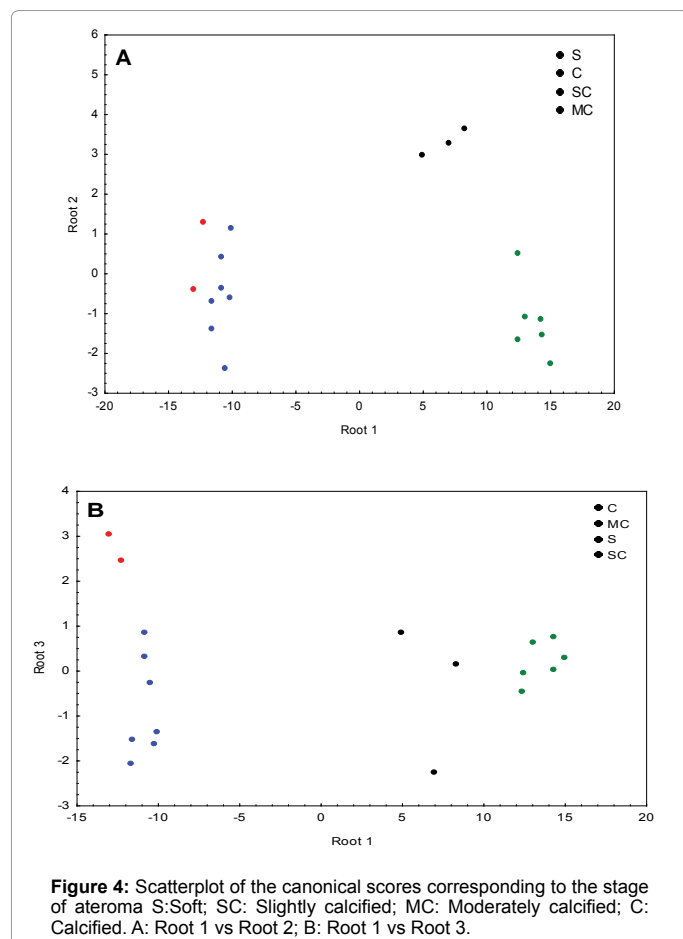 A
S
C
SC
MC
6
5
4
3
2
1
0
-1
-2
-3
Root 2
-20 -15 -10 -5 0 5 10 15 20
Root 1
B
C
MC
S
SC
4
3
2
1
0
-1
-2
-3
Root 3
-15 -10 -5 0 5 10 15 20
Root 1
Figure 4: Scatterplot of the canonical scores corresponding to the stage
of ateroma S:Soft; SC: Slightly calcified; MC: Moderately calcified; C:
Calcified. A: Root 1 vs Root 2; B: Root 1 vs Root 3.